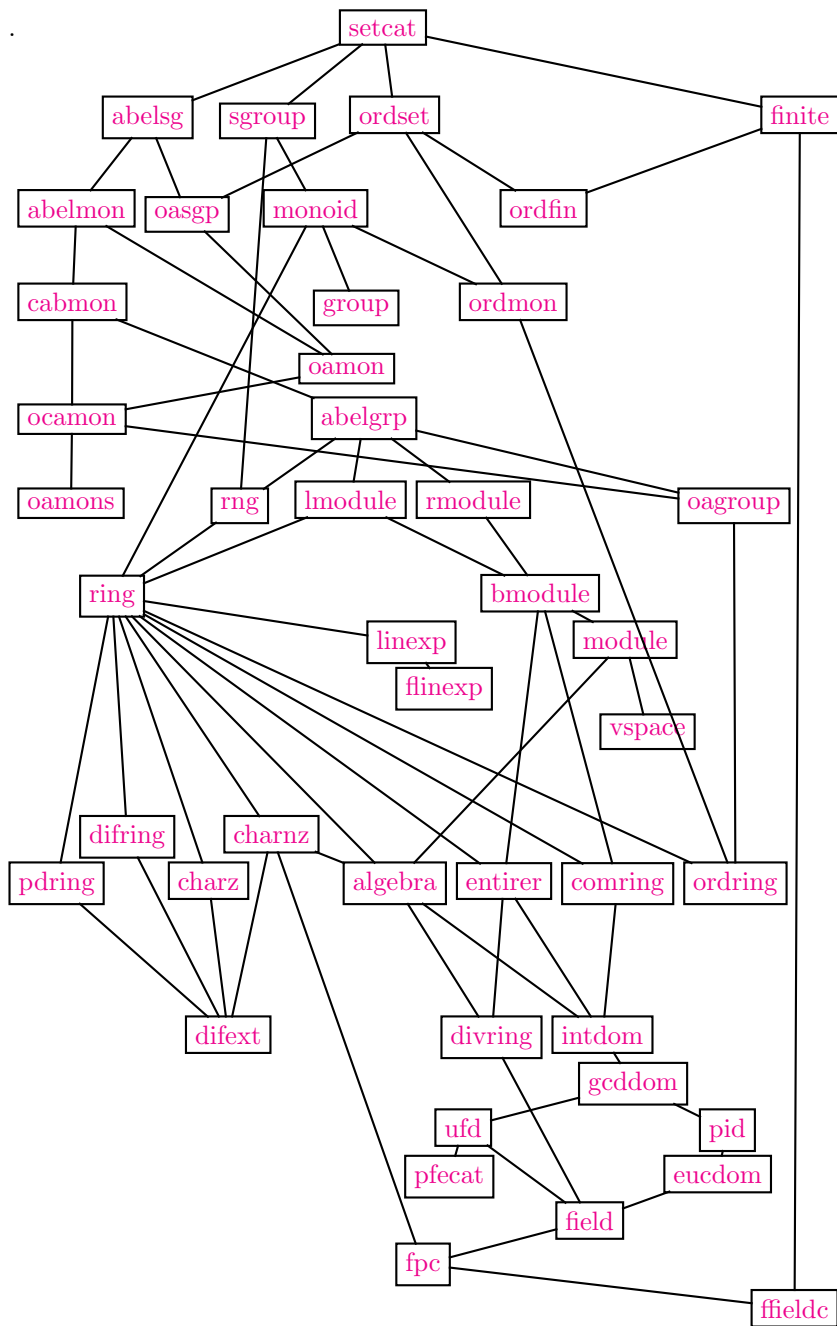 .
setcat
abelsg sgroup ordset finite
abelmon oasgp monoid ordfin
cabmon group ordmon
oamon
ocamon abelgrp
oamons rng lmodule rmodule oagroup
ring bmodule
linexp module
flinexp
vspace
difring charnz
pdring charz algebra entirer comring ordring
difext divring intdom
gcddom
ufd pid
pfecat eucdom
field
fpc
ffieldc